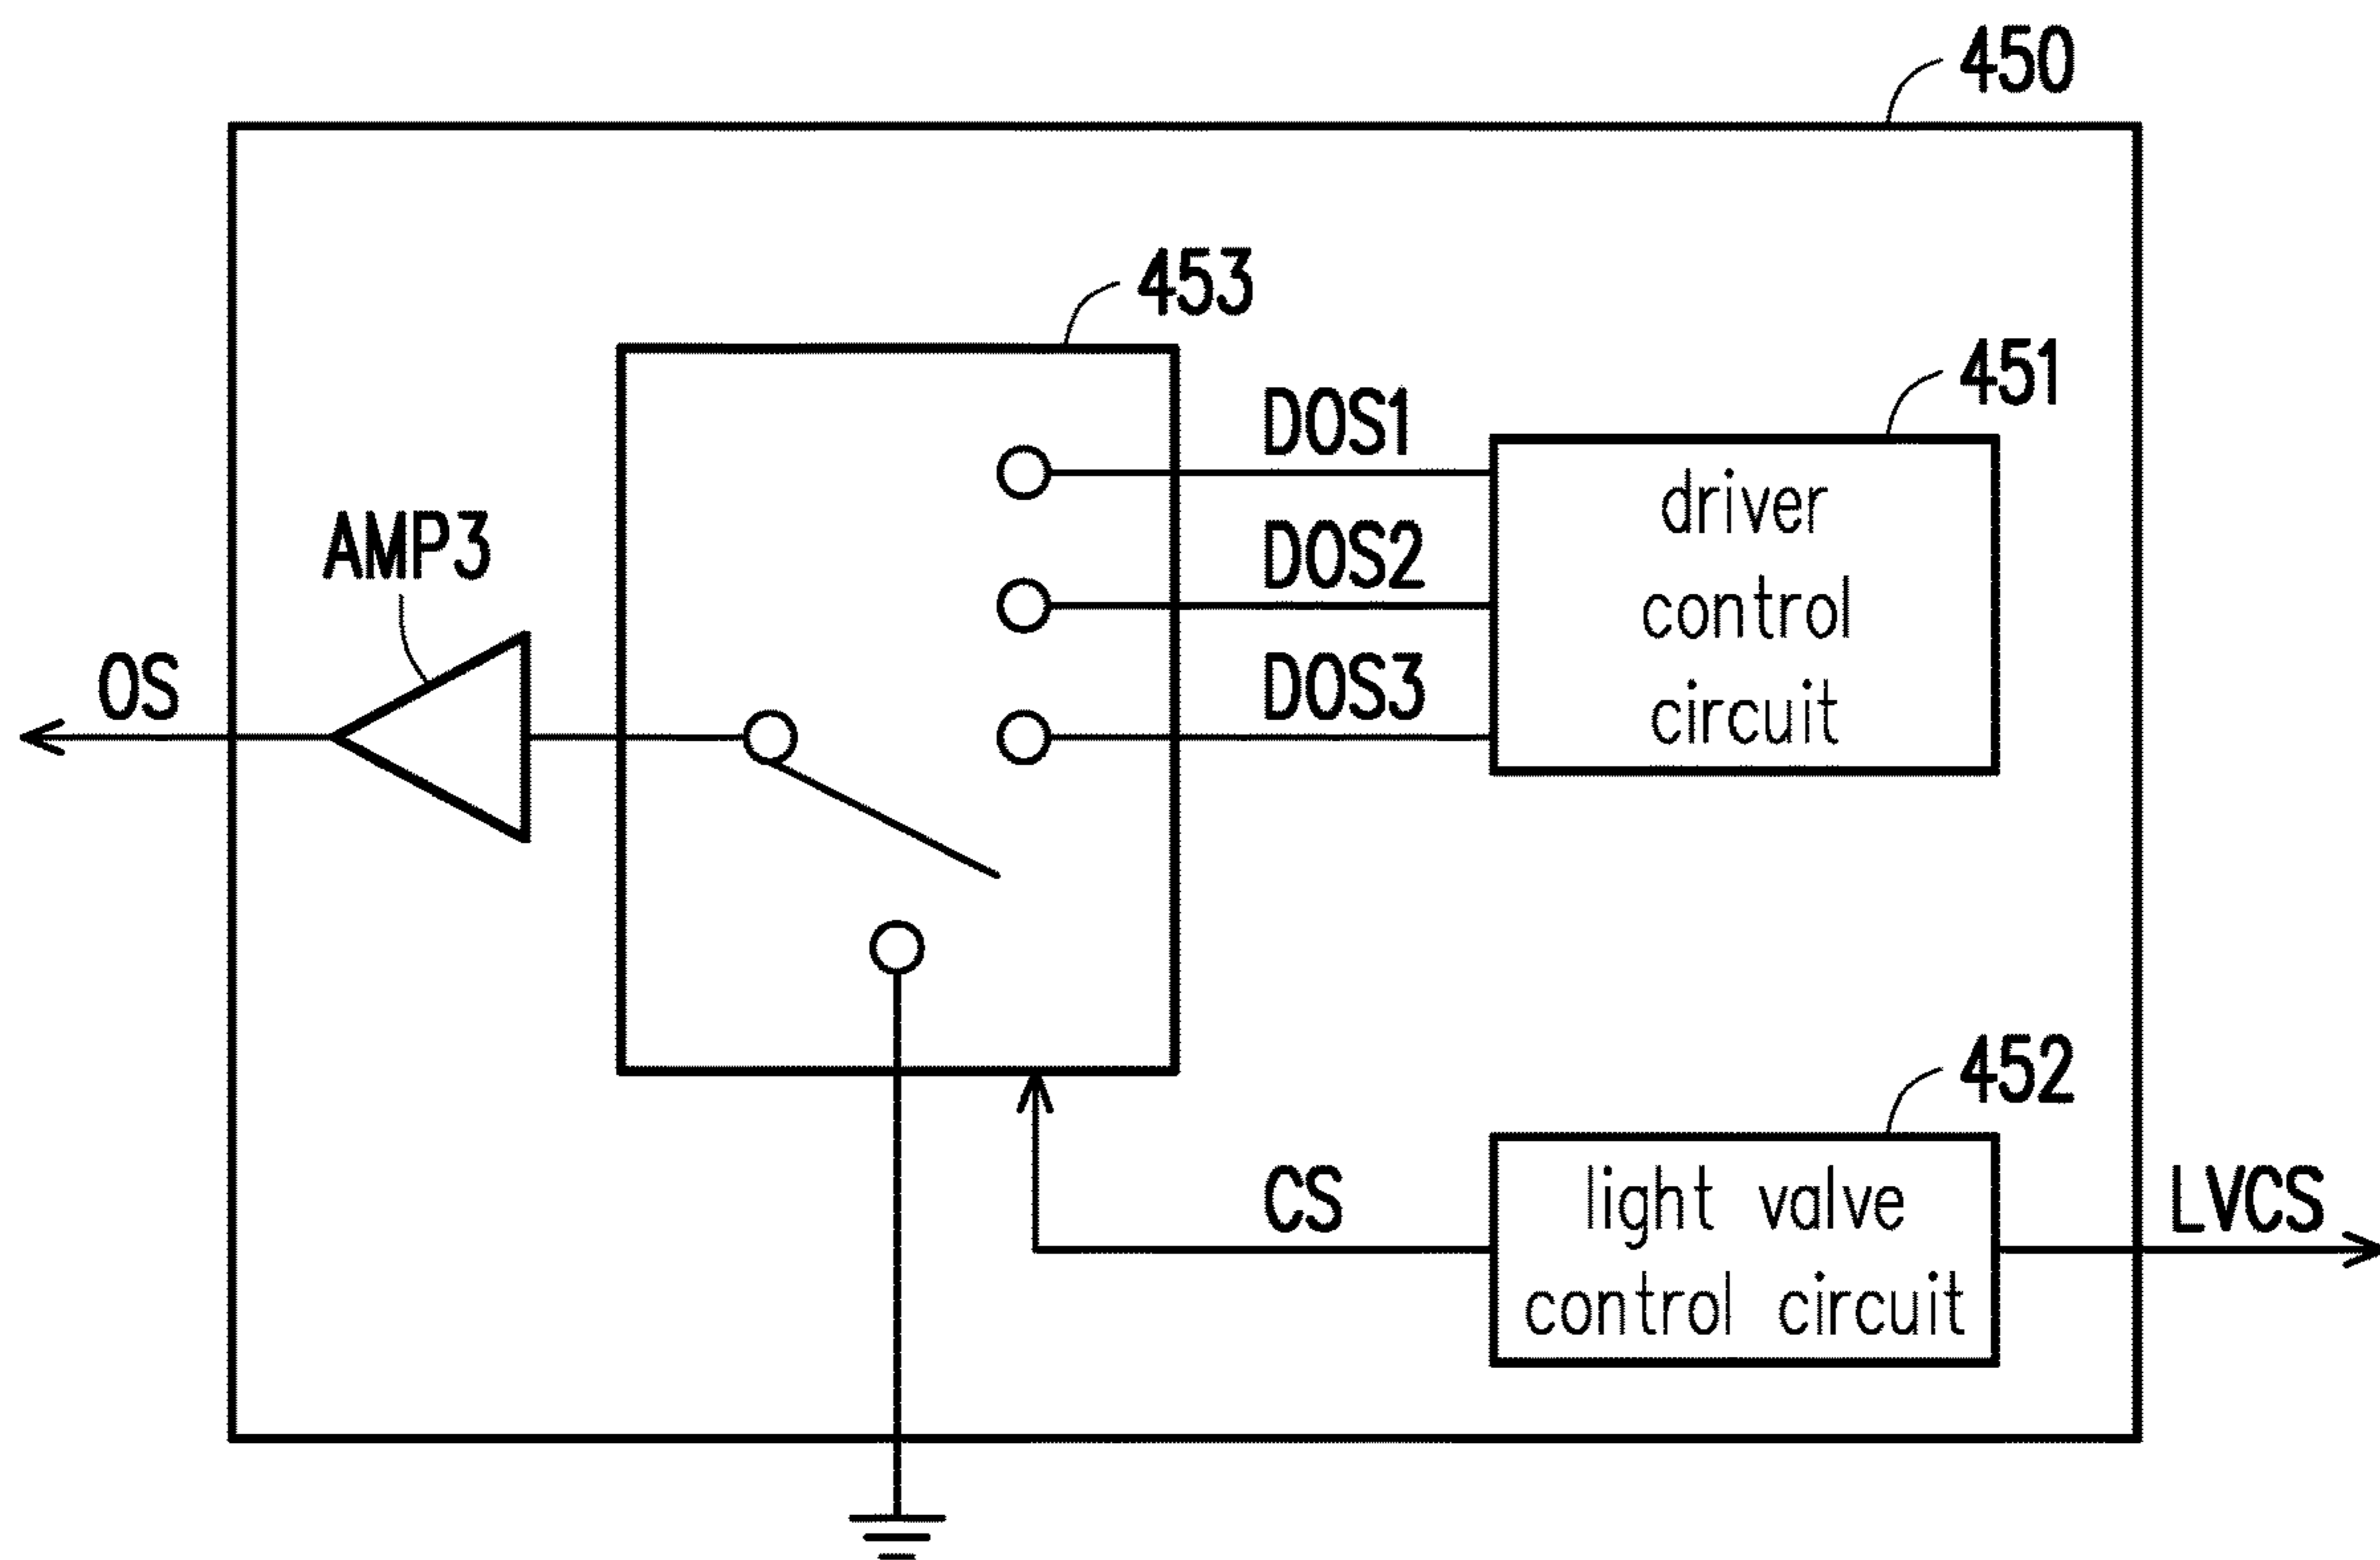 450
453
451
DOS1
driver
AMP3
DOS2
control
OS
DOS3
circuit
452
CS
light valve
LVCS
control circuit